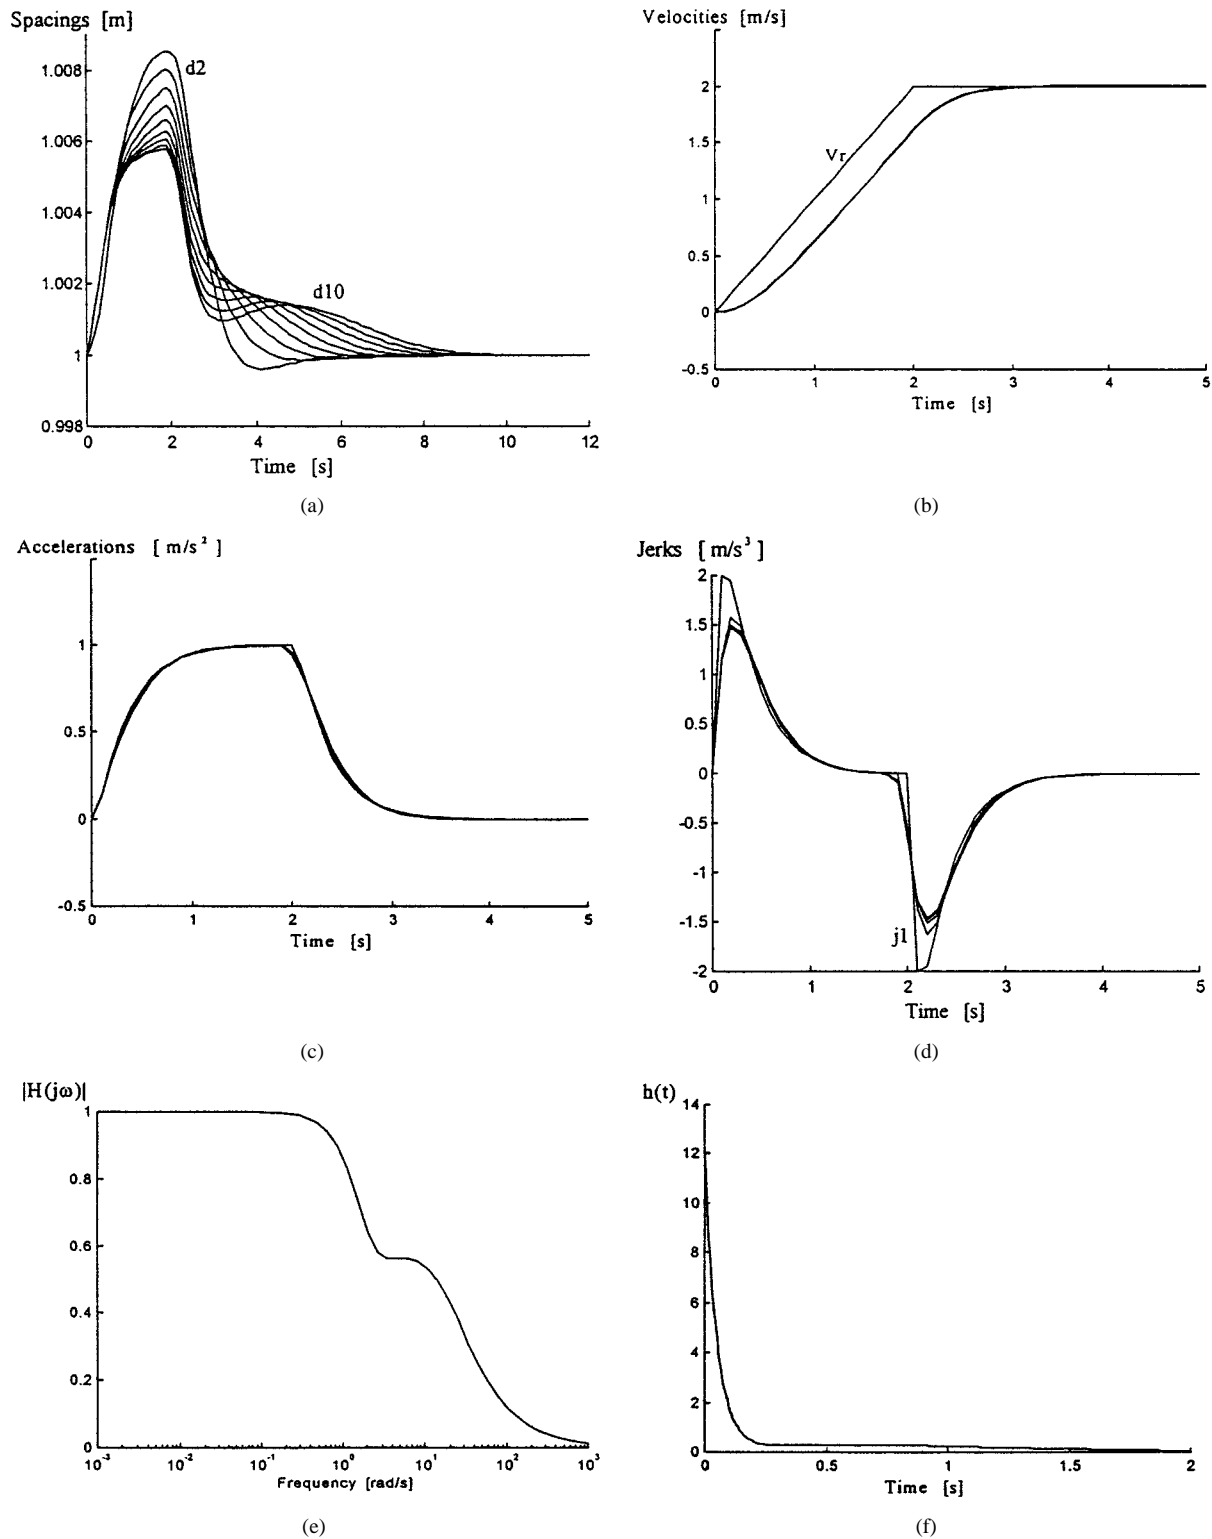 Spacings [m]
1.008
1.006
1.004
1.002
1
0.998
d2
d10
0 2 4 6 8 10 12
Time [s]
(a)
Velocities [m/s]
2
1.5
1
0.5
0
-0.5
Vr
0 1 2 3 4 5
Time [s]
(b)
Accelerations [ m/s² ]
1
0.5
0
-0.5
0 1 2 3 4 5
Time [s]
(c)
Jerks [ m/s³ ]
2
1.5
1
0.5
0
-0.5
-1
-1.5
-2
j1
0 1 2 3 4 5
Time [s]
(d)
|H(jω)|
1
0.8
0.6
0.4
0.2
0
10⁻³ 10⁻² 10⁻¹ 10⁰ 10¹ 10² 10³
Frequency [rad/s]
(e)
h(t)
14
12
10
8
6
4
2
0
0 0.5 1 1.5 2
Time [s]
(f)